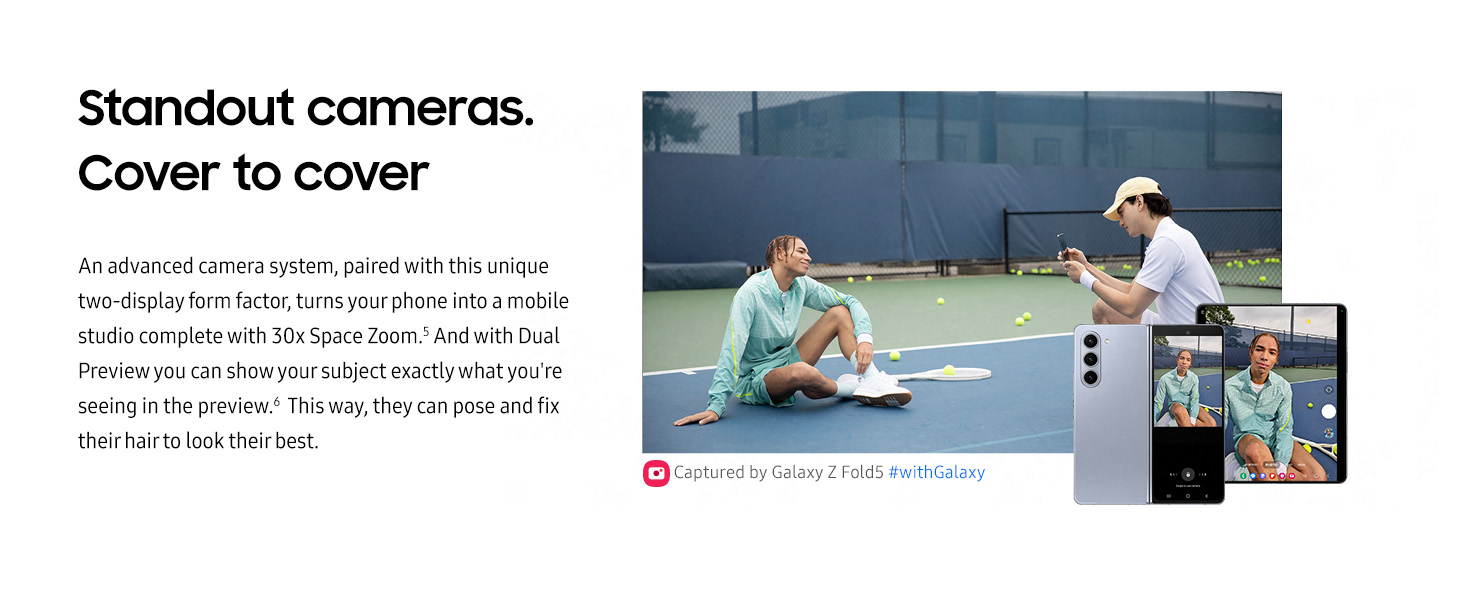 Standout cameras.
Cover to cover
An advanced camera system, paired with this unique
two-display form factor, turns your phone into a mobile
studio complete with 30x Space Zoom.⁵ And with Dual
Preview you can show your subject exactly what you're
seeing in the preview.⁶ This way, they can pose and fix
their hair to look their best.
Captured by Galaxy Z Fold5 #withGalaxy